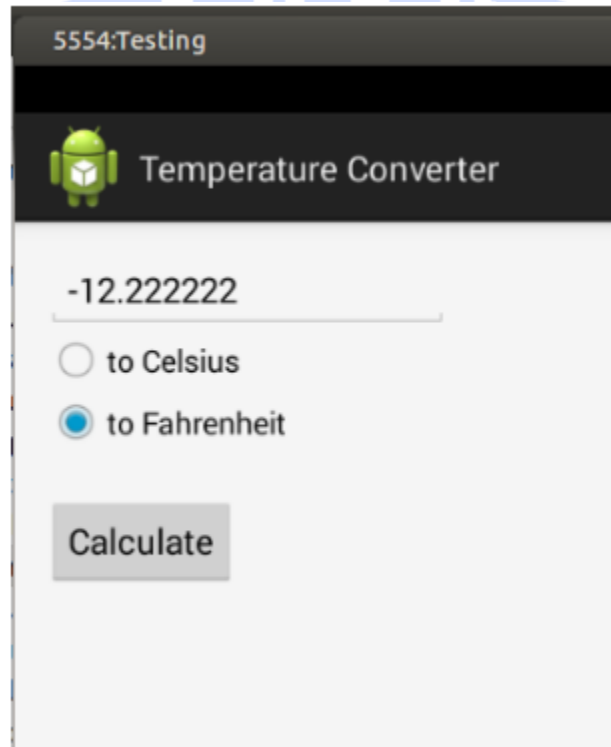 5554:Testing
Temperature Converter
-12.222222
to Celsius
to Fahrenheit
Calculate